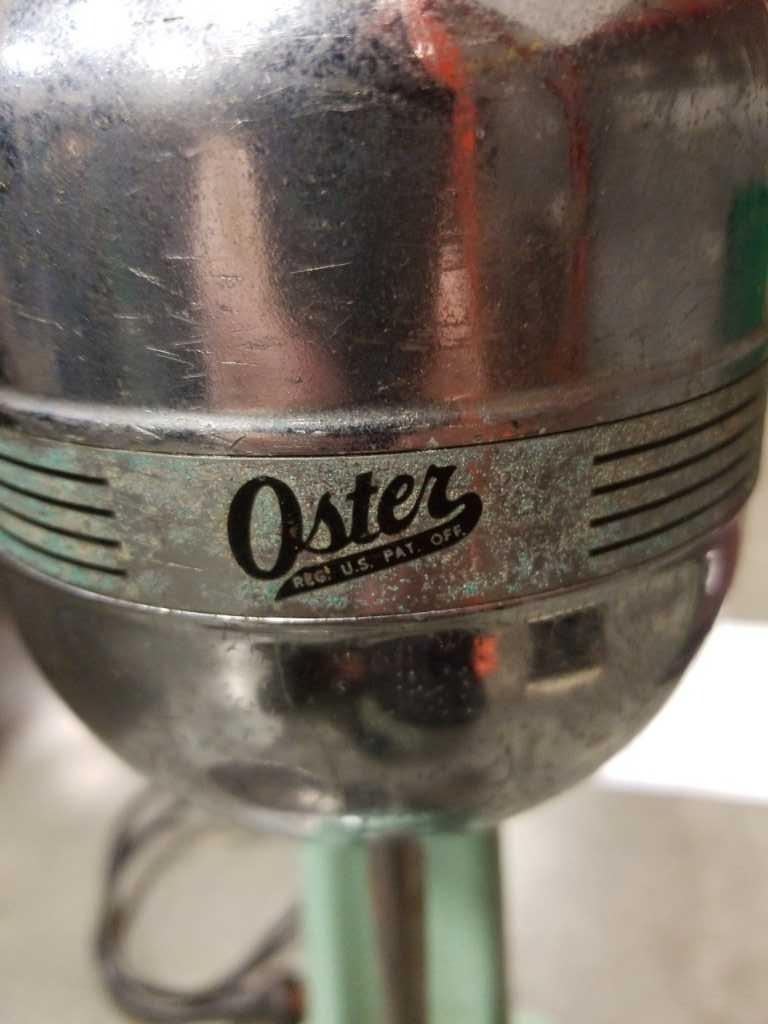 Oster
REG. U.S. PAT. OFF.